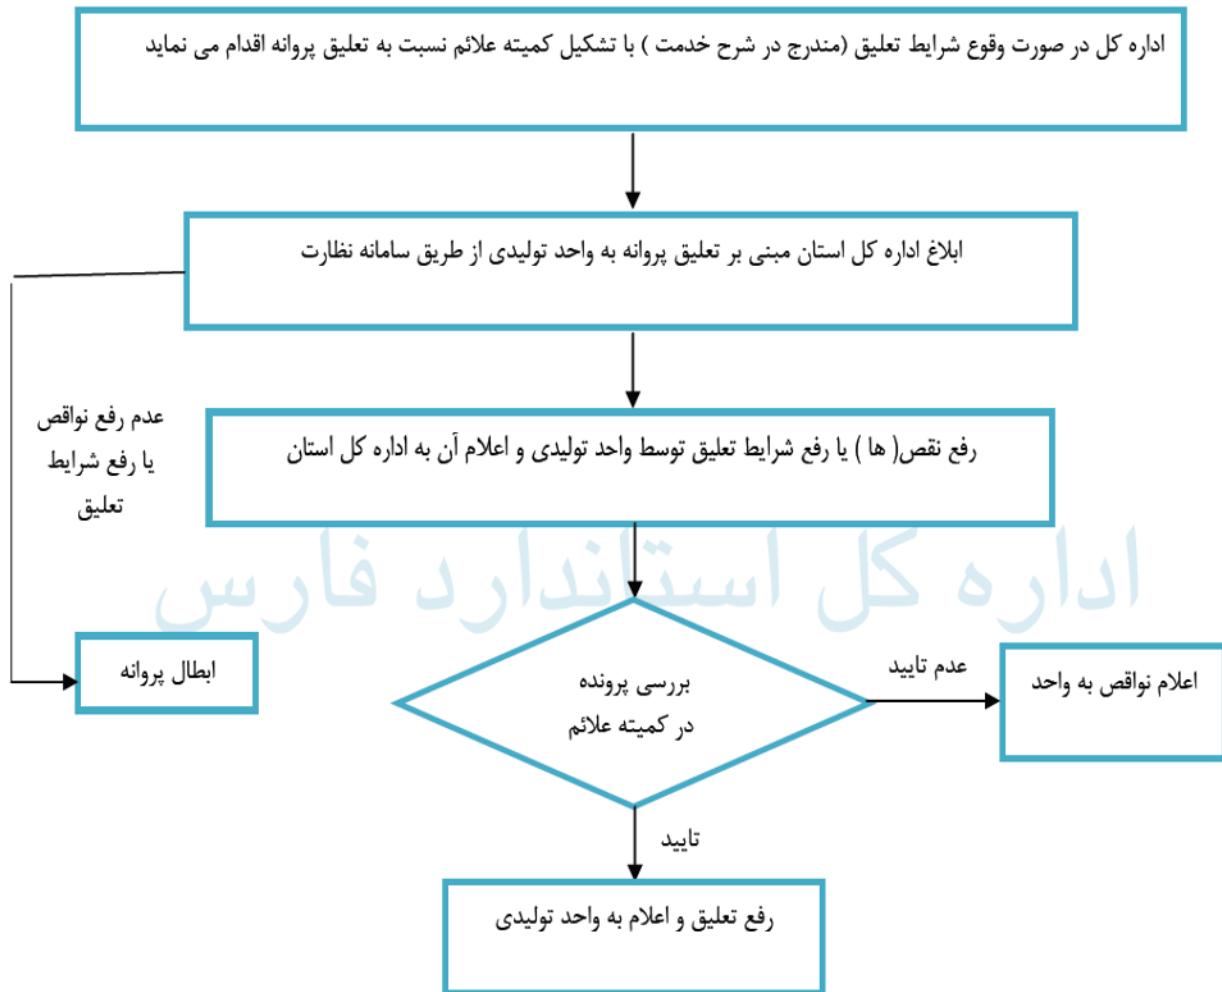 اداره کل در صورت وقوع شرایط تعلیق (مندرج در شرح خدمت ) با تشکیل کمیته علائم نسبت به تعلیق پروانه اقدام می نماید
ابلاغ اداره کل استان مبنی بر تعلیق پروانه به واحد تولیدی از طریق سامانه نظارت
عدم رفع نواقص
یا رفع شرایط
تعلیق
رفع نقص( ها ) یا رفع شرایط تعلیق توسط واحد تولیدی و اعلام آن به اداره کل استان
اداره کل استاندارد فارس
اعلام نواقص به واحد
عدم تایید
بررسی پرونده
در کمیته علائم
ابطال پروانه
تایید
رفع تعلیق و اعلام به واحد تولیدی